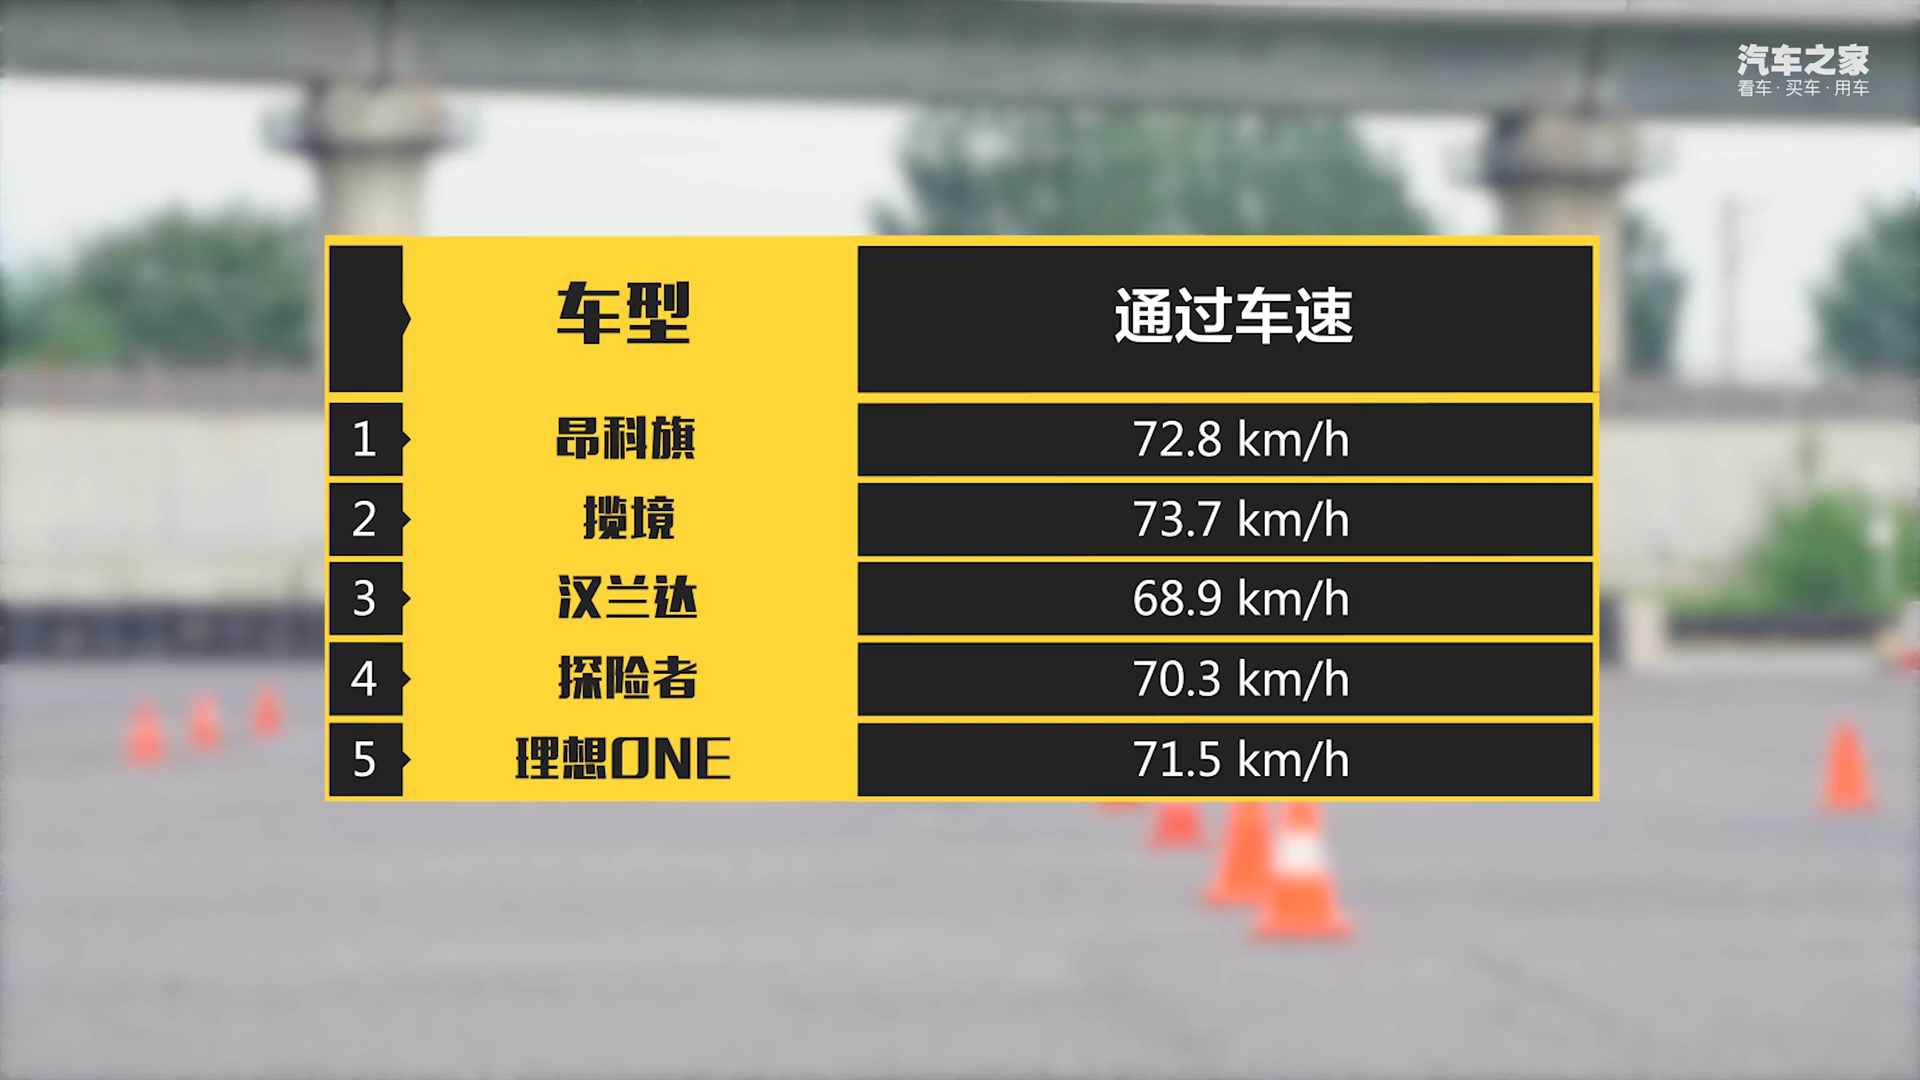 汽车之家
看车·买车·用车
车型 通过车速
1 昂科旗 72.8 km/h
2 揽境 73.7 km/h
3 汉兰达 68.9 km/h
4 探险者 70.3 km/h
5 理想ONE 71.5 km/h